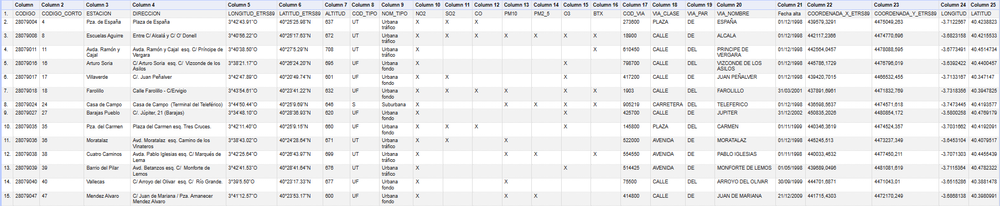 Column Column 2 Column 3 Column 4 Column 5 Column 6 Column 7 Column 8 Column 9 Column 10 Column 11 Column 12 Column 13 Column 14 Column 15 Column 16 Column 17 Column 18 Column 19 Column 20 Column 21 Column 22 Column 23 Column 24 Column 25
1. CODIGO CODIGO_CORTO ESTACION DIRECCION LONGITUD_ETRS89 LATITUD_ETRS89 ALTITUD COD_TIPO NOM_TIPO NO2 SO2 CO PM10 PM2_5 O3 BTX COD_VIA VIA_CLASE VIA_PAR VIA_NOMBRE Fecha alta COORDENADA_X_ETRS89 COORDENADA_Y_ETRS89 LONGITUD LATITUD
2. 28079004 4 Pza. de España Plaza de España 3°42'43.91"O 40°25'25.98"N 637 UT Urbana X X X 273600 PLAZA DE ESPAÑA 01/12/1998 439579,3291 4475049,263 -3.7122567 40.4238823
tráfico
3. 28079008 8 Escuelas Aguirre Entre C/ Alcalá y C/ O' Donell 3°40'56.22"O 40°25'17.63"N 672 UT Urbana X X X X X X X 18900 CALLE DE ALCALA 01/12/1998 442117,2366 4474770,696 -3.6823158 40.4215533
tráfico
4. 28079011 11 Avda. Ramón y Avda. Ramón y Cajal esq. C/ Príncipe de 3°40'38.50"O 40°27'5.29"N 708 UT Urbana X X 610450 CALLE DEL PRINCIPE DE 01/12/1998 442564,0457 4478088,595 -3.6773491 40.4514734
Cajal Vergara tráfico VERGARA
5. 28079016 16 Arturo Soria C/ Arturo Soria esq. C/ Vizconde de los 3°38'21.17"O 40°26'24.20"N 695 UF Urbana X X 798700 CALLE DEL VIZCONDE DE LOS 01/12/1998 445786,1729 4476796,019 -3.6392422 40.4400457
Asilos fondo ASILOS
6. 28079017 17 Villaverde C/. Juan Peñalver 3°42'47.89"O 40°20'49.74"N 601 UF Urbana X X X 417200 CALLE DE JUAN PEÑALVER 01/12/1998 439420,7015 4466532,455 -3.7133167 40.347147
fondo
7. 28079018 18 Farolillo Calle Farolillo - C/Ervigio 3°43'54.61"O 40°23'41.22"N 632 UF Urbana X X X X X X 1903 CALLE DEL FAROLILLO 31/03/2001 437891,6961 4471832,769 -3.7318356 40.3947825
fondo
8. 28079024 24 Casa de Campo Casa de Campo (Terminal del Teleférico) 3°44'50.44"O 40°25'9.69"N 646 S Suburbana X X X X X 905219 CARRETERA DEL TELEFERICO 01/12/1998 436598,5637 4474571,618 -3.7473445 40.4193577
9. 28079027 27 Barajas Pueblo C/. Júpiter, 21 (Barajas) 3°34'48.10"O 40°28'36.93"N 620 UF Urbana X X 425700 CALLE DE JUPITER 31/12/2002 450835,2026 4480854,172 -3.5800258 40.4769179
fondo
10. 28079035 35 Pza. del Carmen Plaza del Carmen esq. Tres Cruces. 3°42'11.40"O 40°25'9.15"N 660 UF Urbana X X X X 145800 PLAZA DEL CARMEN 01/11/1999 440346,3619 4474524,357 -3.7031662 40.4192091
fondo
11. 28079036 36 Moratalaz Avd. Moratalaz esq. Camino de los 3°38'43.02"O 40°24'28.64"N 671 UT Urbana X X X 522000 AVENIDA DE MORATALAZ 01/12/1998 445245,513 4473237,349 -3.6453104 40.4079517
Vinateros tráfico
12. 28079038 38 Cuatro Caminos Avda. Pablo Iglesias esq. C/ Marqués de 3°42'25.64"O 40°26'43.97"N 699 UT Urbana X X X X 554550 AVENIDA DE PABLO IGLESIAS 01/11/1998 440033,4632 4477450,211 -3.7071303 40.4455439
Lema tráfico
13. 28079039 39 Barrio del Pilar Avd. Betanzos esq. C/ Monforte de 3°42'41.53"O 40°28'41.64"N 676 UT Urbana X X 514425 AVENIDA DE MONFORTE DE LEMOS 01/05/1998 439689,0496 4481081,619 -3.7115364 40.4782322
Lemos tráfico
14. 28079040 40 Vallecas C/ Arroyo del Olivar esq. C/ Río Grande. 3°39'5.50"O 40°23'17.33"N 677 UF Urbana X X 75500 CALLE DEL ARROYO DEL OLIVAR 30/09/1999 444701,6871 4471043,01 -3.6515286 40.3881478
fondo
15. 28079047 47 Mendez Alvaro C/ Juan de Mariana / Pza. Amanecer 3°41'12.57"O 40°23'53.17"N 600 UF Urbana X X X 414800 CALLE DE JUAN DE MARIANA 21/12/2009 441715,4303 4472170,249 -3.6868138 40.3980991
Mendez Alvaro fondo